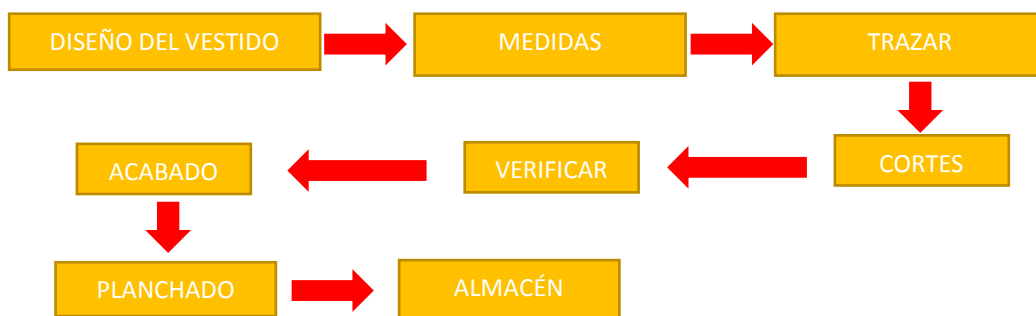 DISEÑO DEL VESTIDO
MEDIDAS
TRAZAR
CORTES
VERIFICAR
ACABADO
PLANCHADO
ALMACÉN